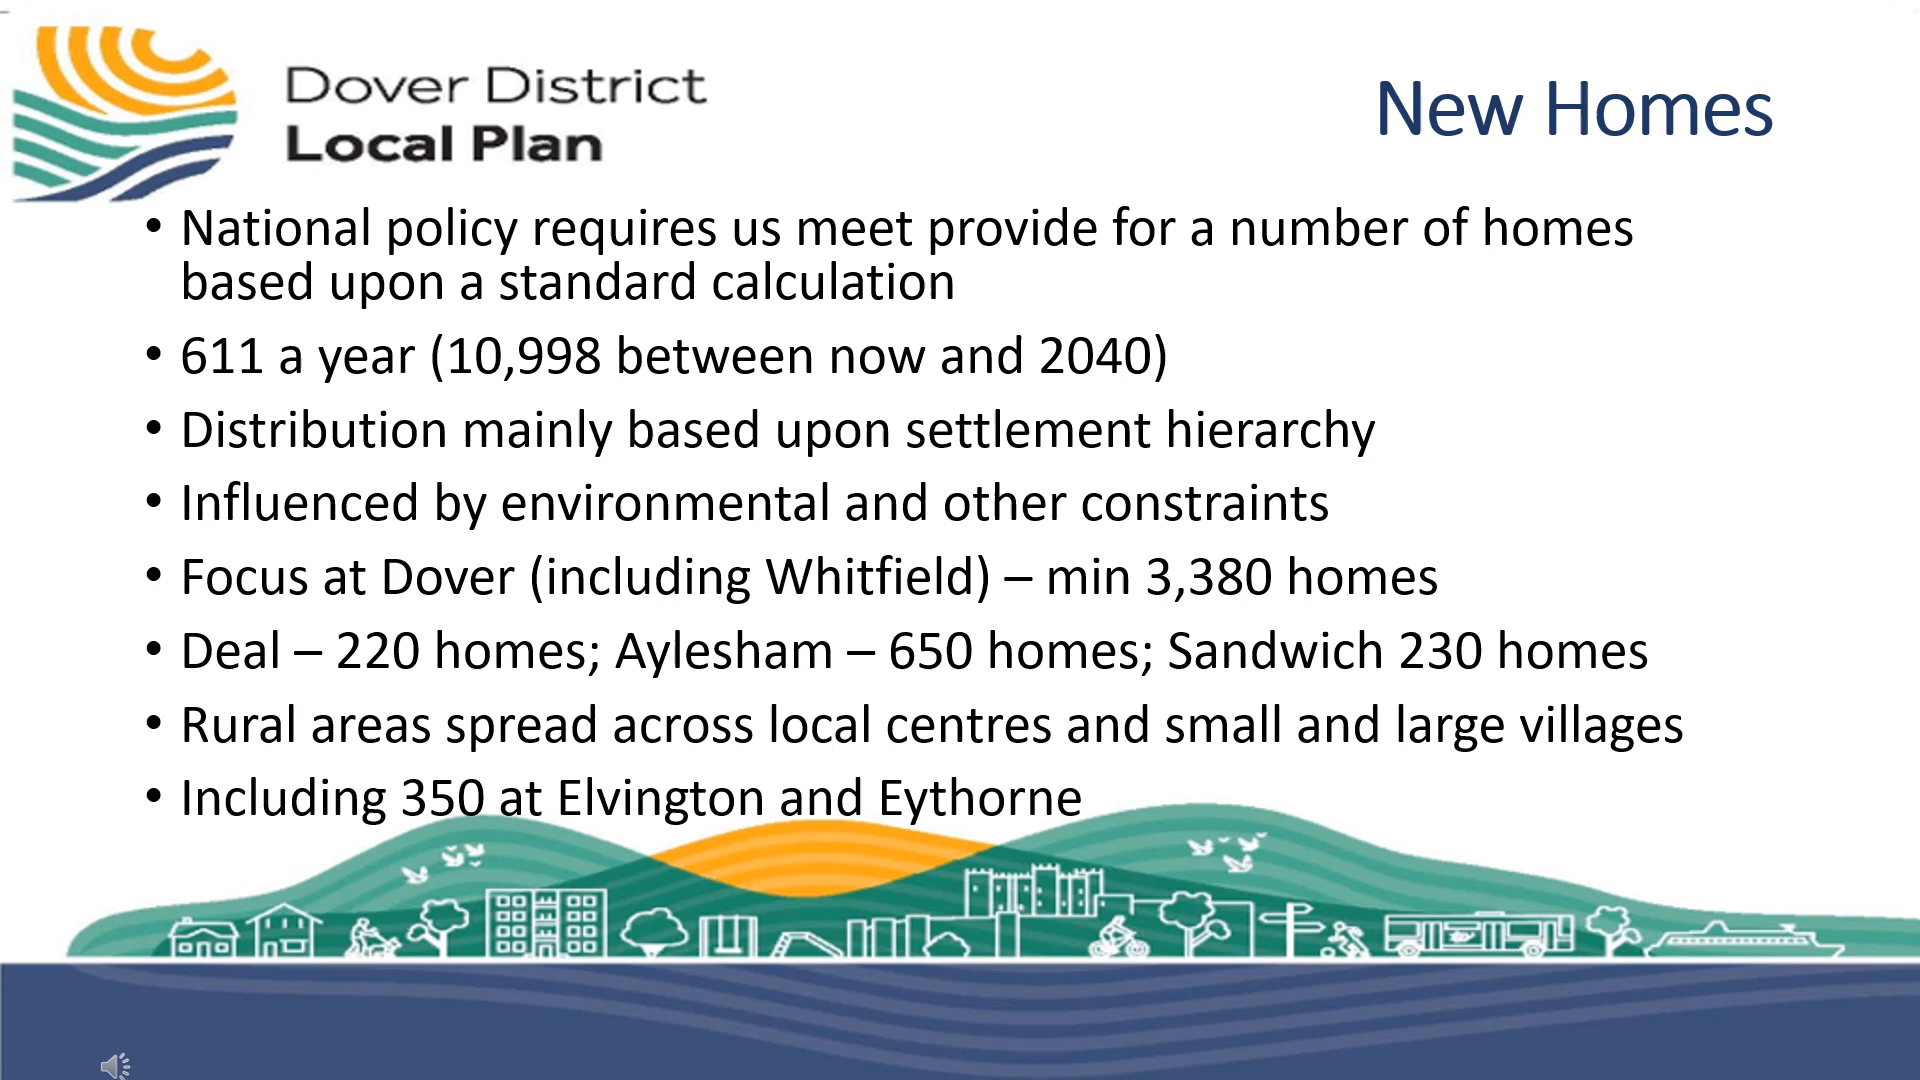 Dover District
Local Plan
New Homes
• National policy requires us meet provide for a number of homes
based upon a standard calculation
• 611 a year (10,998 between now and 2040)
• Distribution mainly based upon settlement hierarchy
• Influenced by environmental and other constraints
• Focus at Dover (including Whitfield) – min 3,380 homes
• Deal – 220 homes; Aylesham – 650 homes; Sandwich 230 homes
• Rural areas spread across local centres and small and large villages
• Including 350 at Elvington and Eythorne